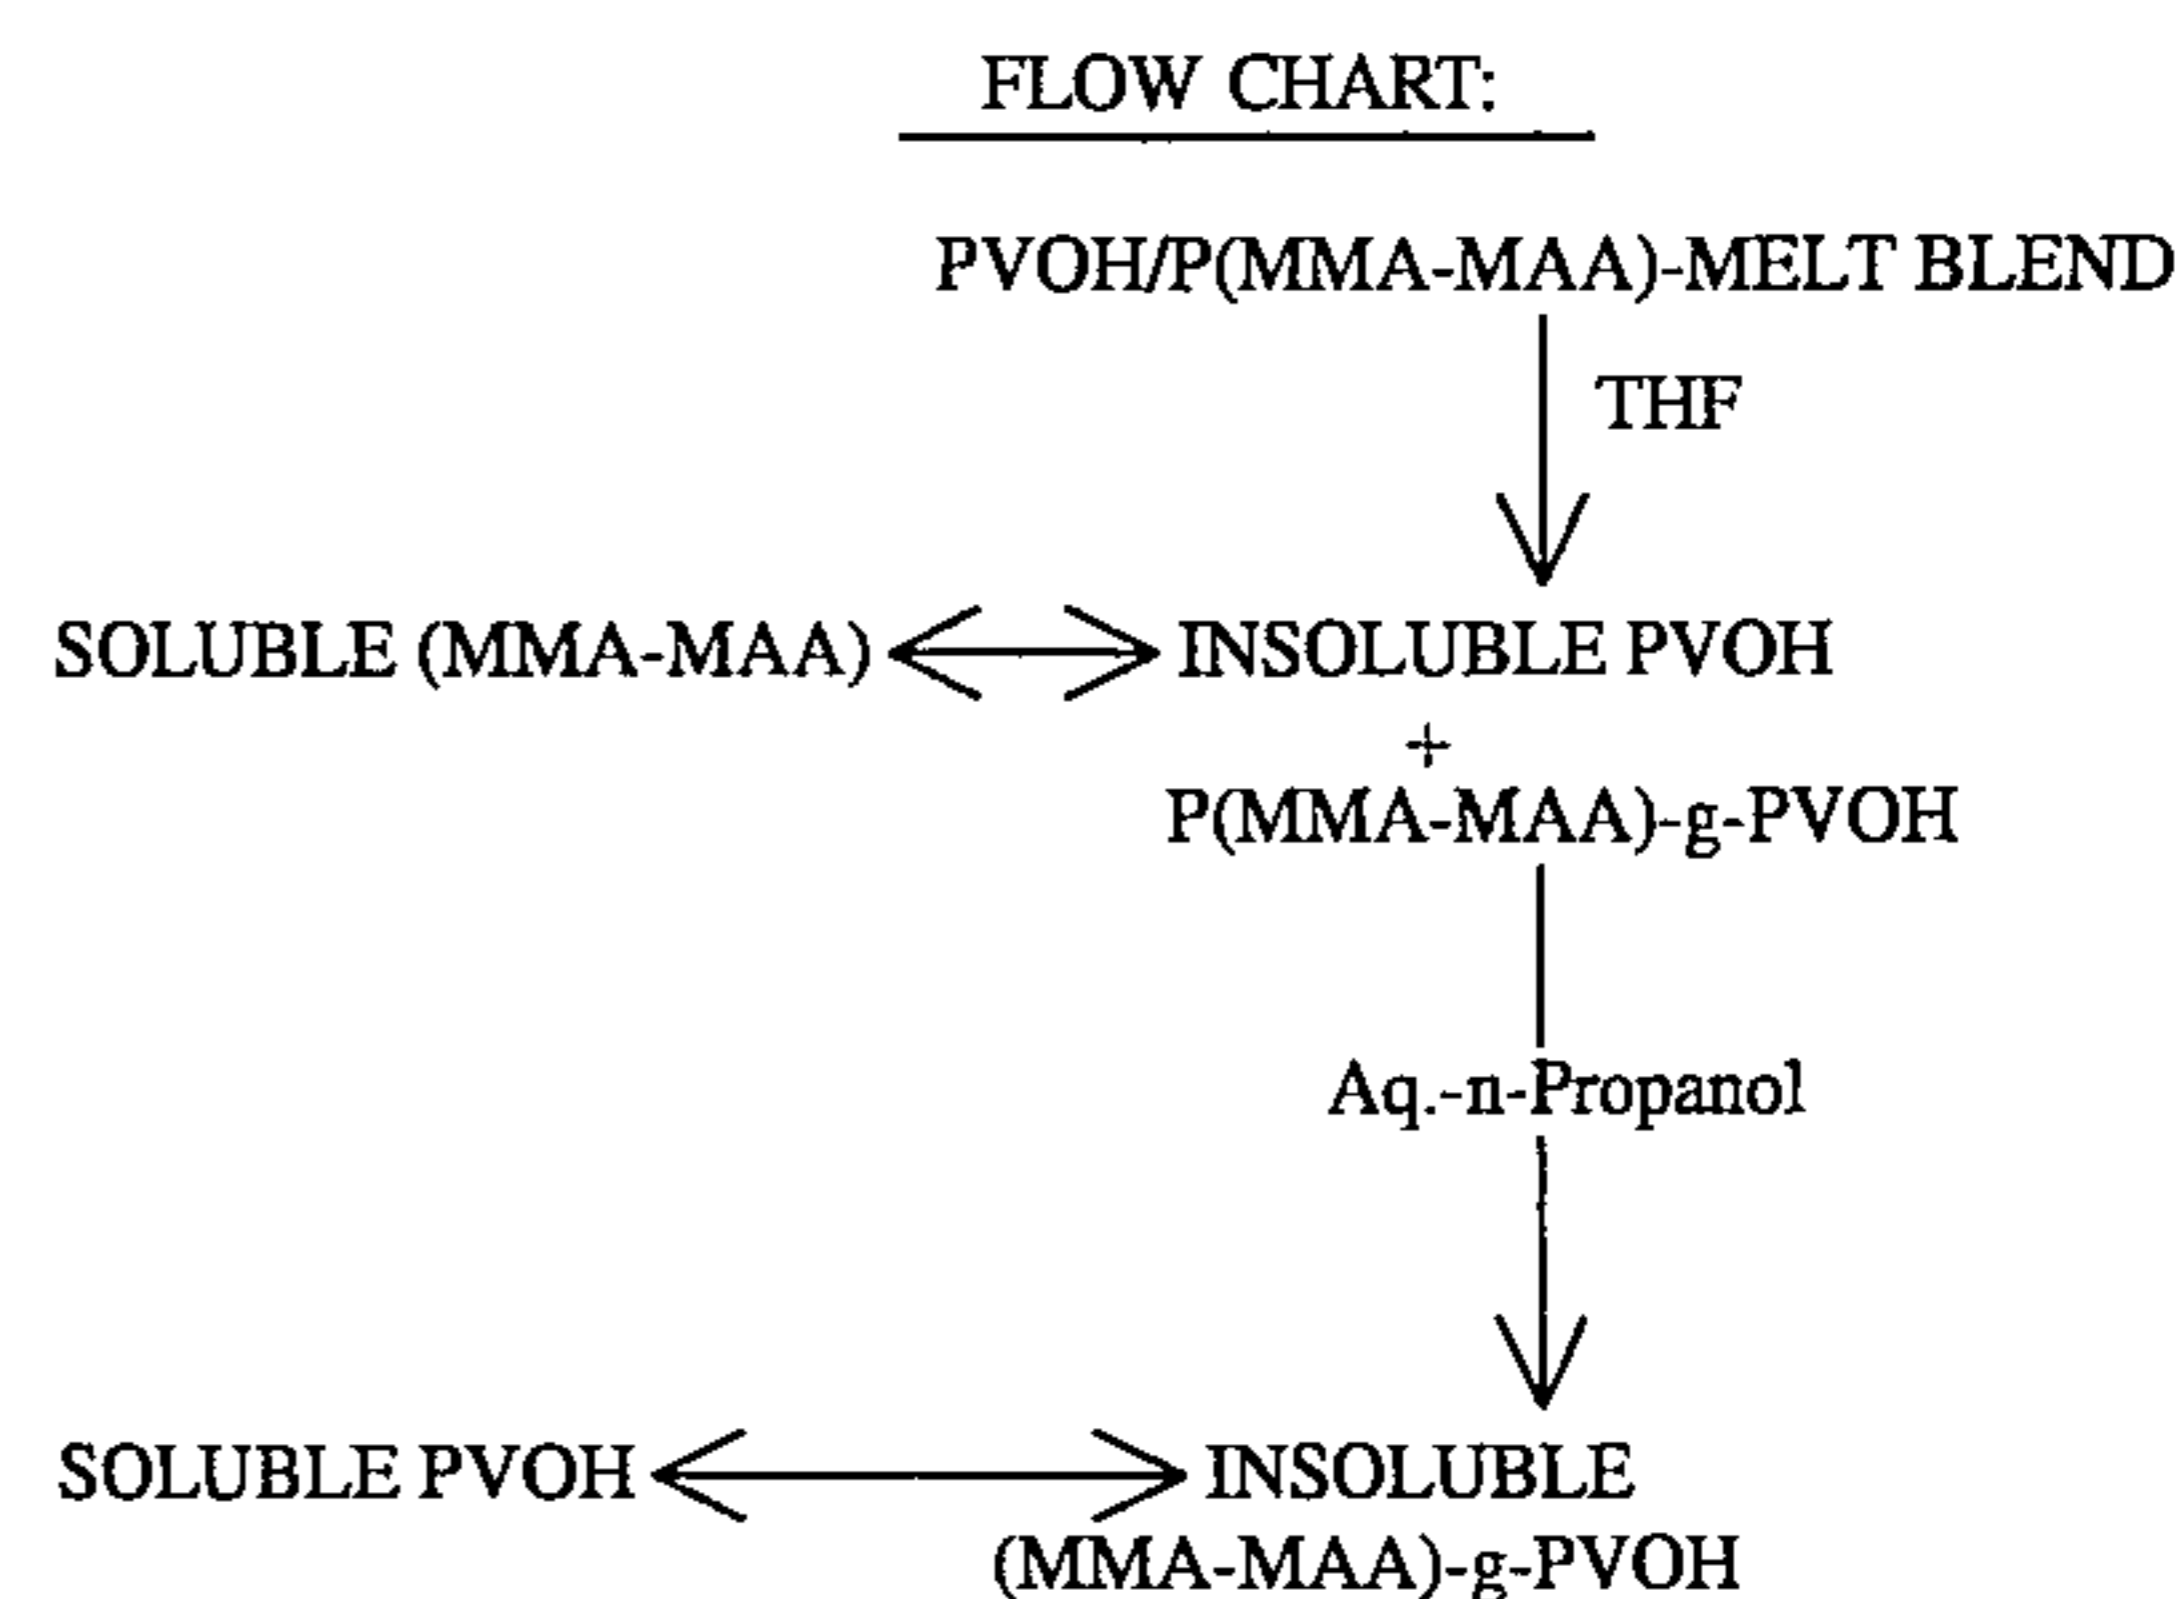 FLOW CHART:
PVOH/P(MMA-MAA)-MELT BLEND
THF
SOLUBLE (MMA-MAA) INSOLUBLE PVOH
+
P(MMA-MAA)-g-PVOH
Aq.-n-Propanol
SOLUBLE PVOH INSOLUBLE
(MMA-MAA)-g-PVOH